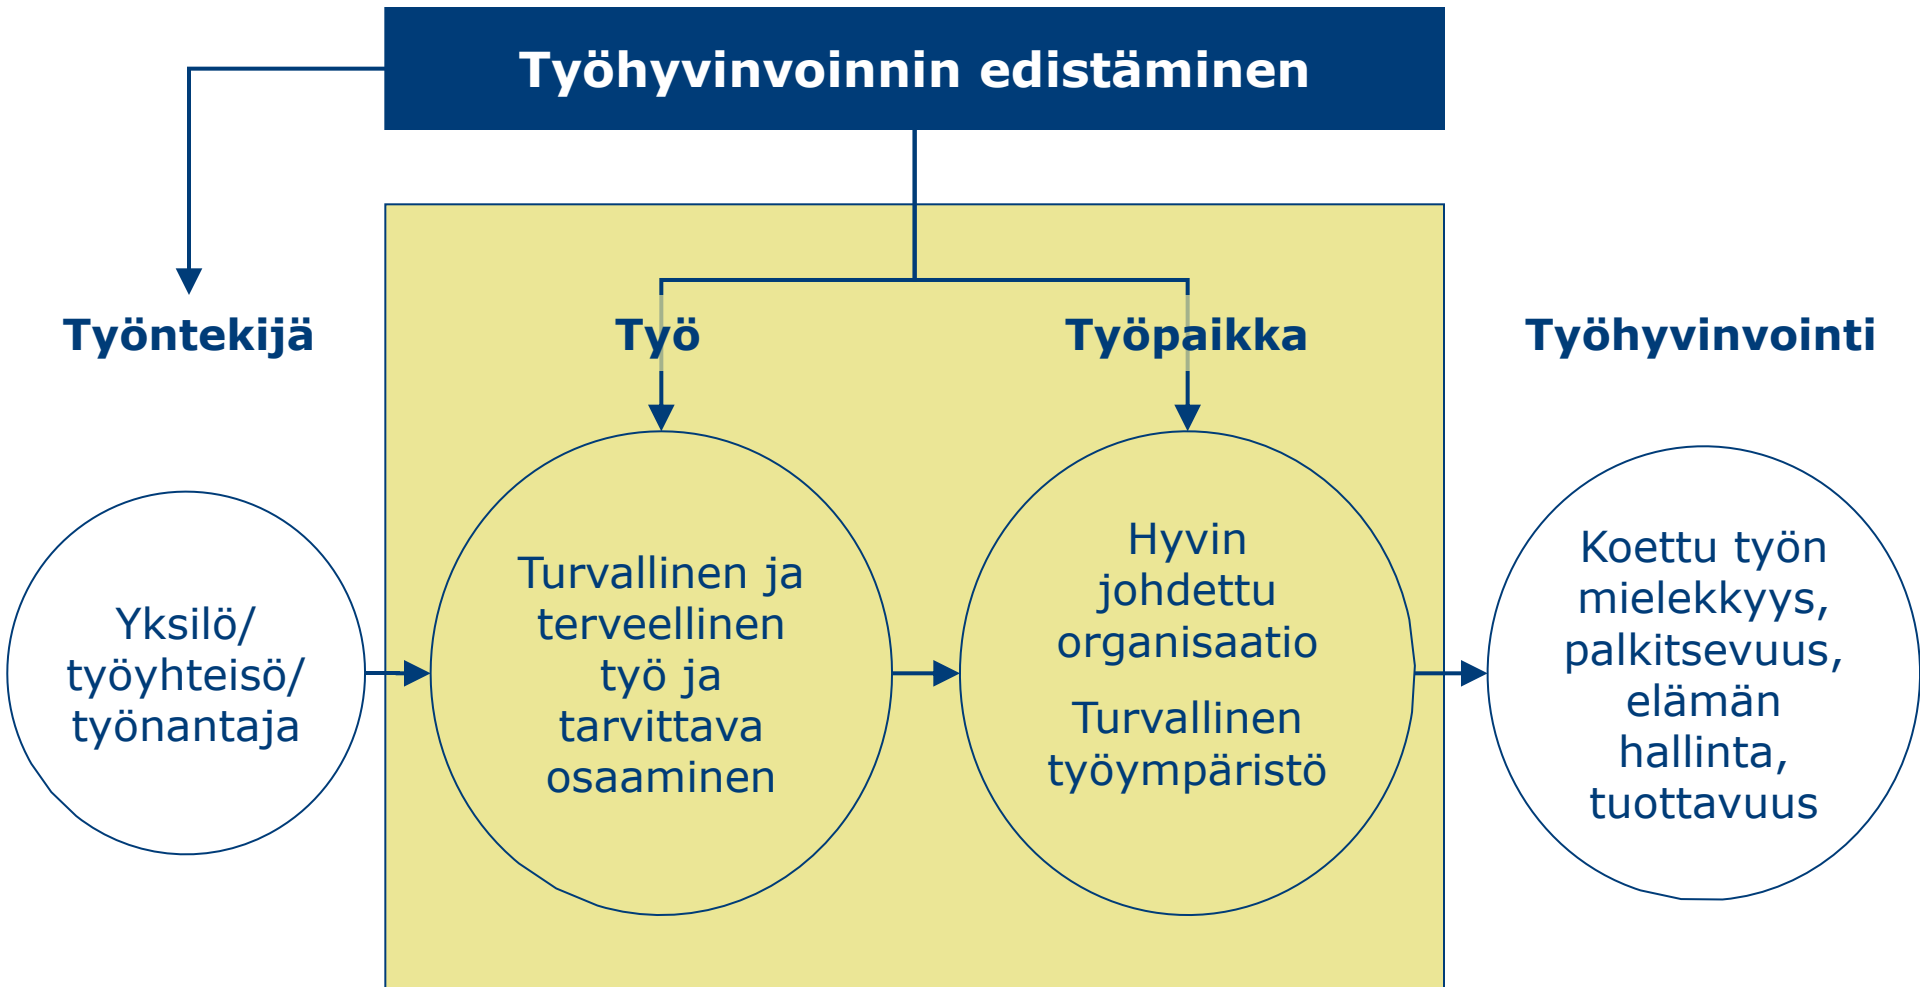 Työhyvinvoinnin edistäminen
Työntekijä
Työ
Työpaikka
Työhyvinvointi
Yksilö/
työyhteisö/
työnantaja
Turvallinen ja
terveellinen
työ ja
tarvittava
osaaminen
Hyvin
johdettu
organisaatio
Turvallinen
työympäristö
Koettu työn
mielekkyys,
palkitsevuus,
elämän
hallinta,
tuottavuus